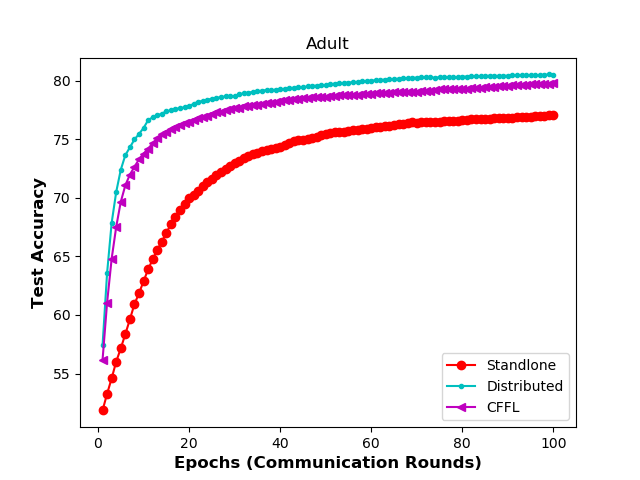 Adult
Test Accuracy
80
75
70
65
60
55
0 20 40 60 80 100
Epochs (Communication Rounds)
Standlone
Distributed
CFFL